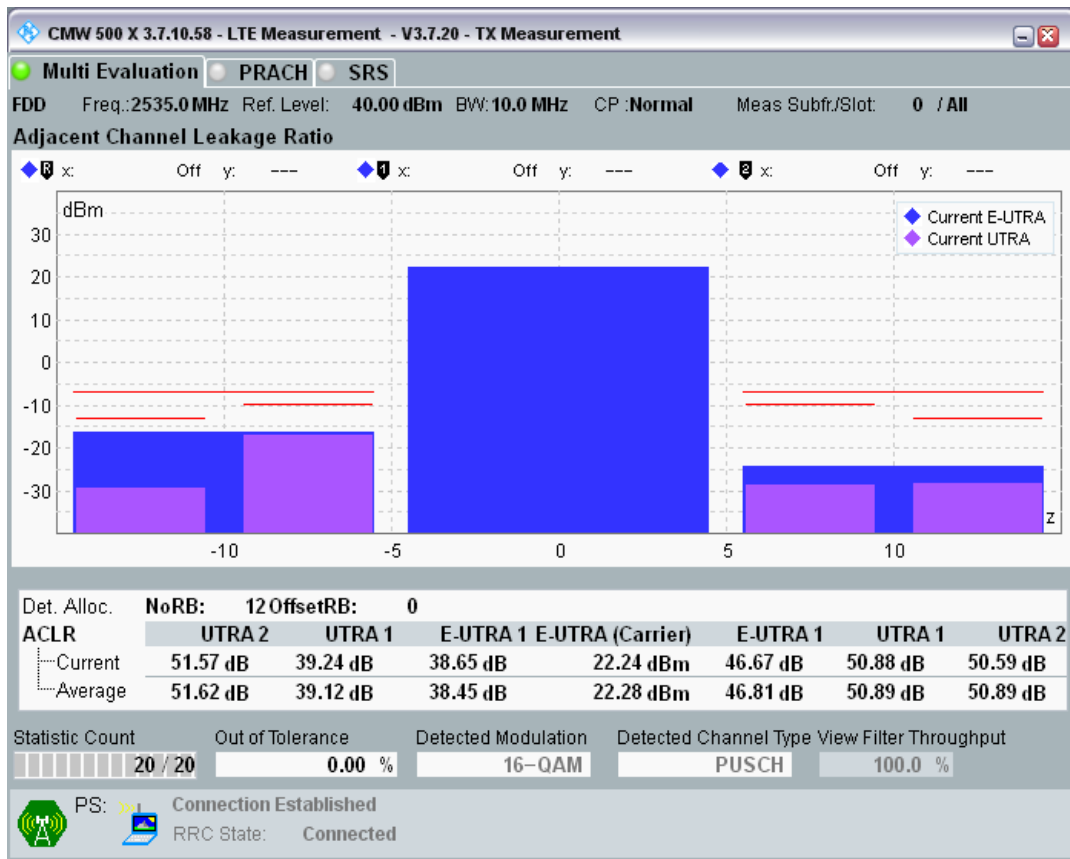 CMW 500 X 3.7.10.58 - LTE Measurement - V3.7.20 - TX Measurement
Multi Evaluation PRACH SRS
FDD Freq.:2535.0 MHz Ref. Level: 40.00 dBm BW:10.0 MHz CP :Normal Meas Subfr./Slot: 0 / All
Adjacent Channel Leakage Ratio
R x: Off y: --- 1 x: Off y: --- 2 x: Off y: ---
dBm
Current E-UTRA
Current UTRA
30
20
10
0
-10
-20
-30
z
-10 -5 0 5 10
Det. Alloc. NoRB: 12 OffsetRB: 0
ACLR UTRA 2 UTRA 1 E-UTRA 1 E-UTRA (Carrier) E-UTRA 1 UTRA 1 UTRA 2
Current 51.57 dB 39.24 dB 38.65 dB 22.24 dBm 46.67 dB 50.88 dB 50.59 dB
Average 51.62 dB 39.12 dB 38.45 dB 22.28 dBm 46.81 dB 50.89 dB 50.89 dB
Statistic Count Out of Tolerance Detected Modulation Detected Channel Type View Filter Throughput
20 / 20 0.00 % 16-QAM PUSCH 100.0 %
PS: Connection Established
RRC State: Connected